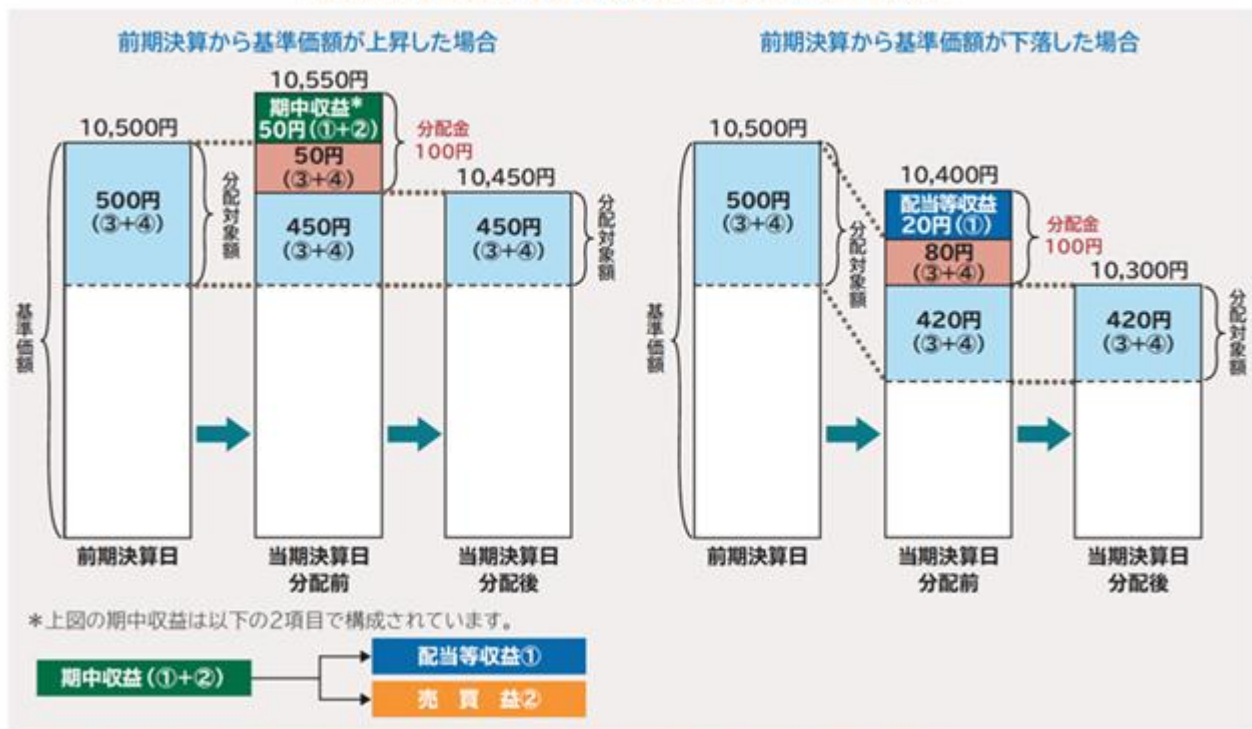 前期決算から基準価額が上昇した場合
10,550円
期中収益*
50円(①+②)
10,500円
分配金
100円
50円
(③+④)
10,450円
500円
(③+④)
分配対象額
450円
(③+④)
450円
(③+④)
分配対象額
基準価額
前期決算日
当期決算日
分配前
当期決算日
分配後
前期決算から基準価額が下落した場合
10,500円
10,400円
500円
(③+④)
分配対象額
配当等収益
20円(①)
分配金
100円
80円
(③+④)
10,300円
420円
(③+④)
420円
(③+④)
分配対象額
基準価額
前期決算日
当期決算日
分配前
当期決算日
分配後
*上図の期中収益は以下の2項目で構成されています。
期中収益(①+②)
配当等収益①
売 買 益②